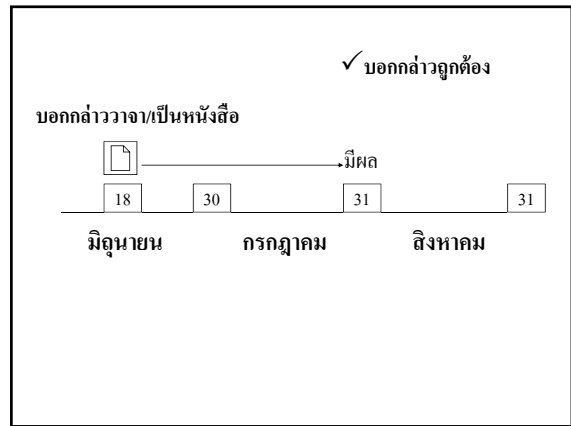 ✓ บอกกล่าวถูกต้อง
บอกกล่าววาจา/เป็นหนังสือ
มีผล
18 30 31 31
มิถุนายน กรกฎาคม สิงหาคม